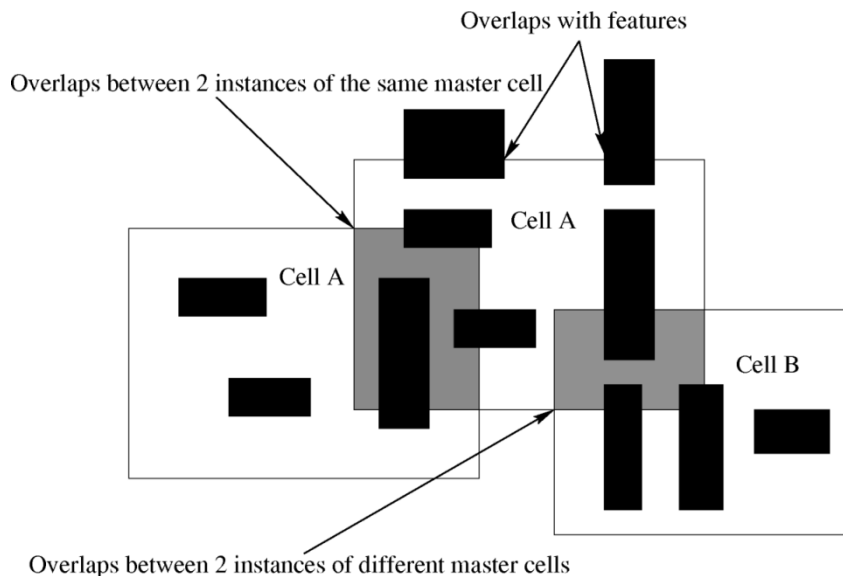 Overlaps with features
Overlaps between 2 instances of the same master cell
Cell A
Cell A
Cell B
Overlaps between 2 instances of different master cells